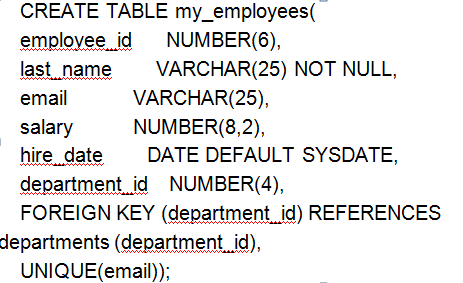 CREATE TABLE my_employees(
employee_id NUMBER(6),
last_name VARCHAR(25) NOT NULL,
email VARCHAR(25),
salary NUMBER(8,2),
hire_date DATE DEFAULT SYSDATE,
department_id NUMBER(4),
FOREIGN KEY (department_id) REFERENCES
departments (department_id),
UNIQUE(email));